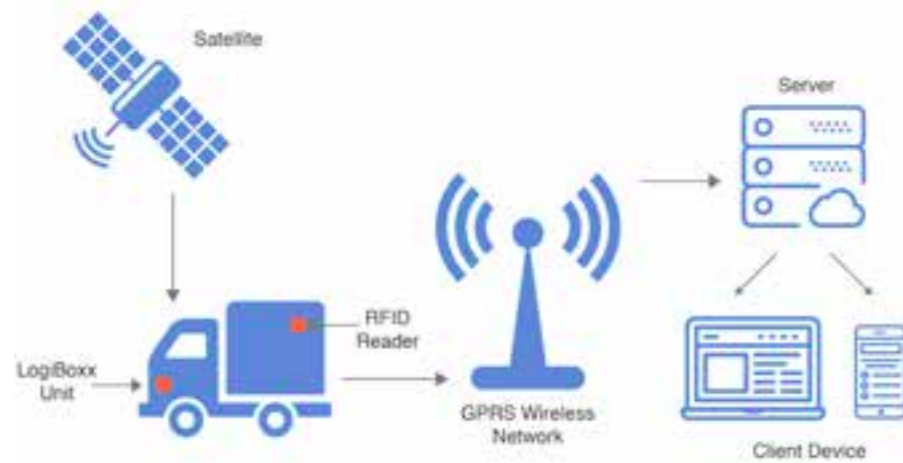 Satellite
Server
RFID
Reader
LogiBoxx
Unit
GPRS Wireless
Network
Client Device